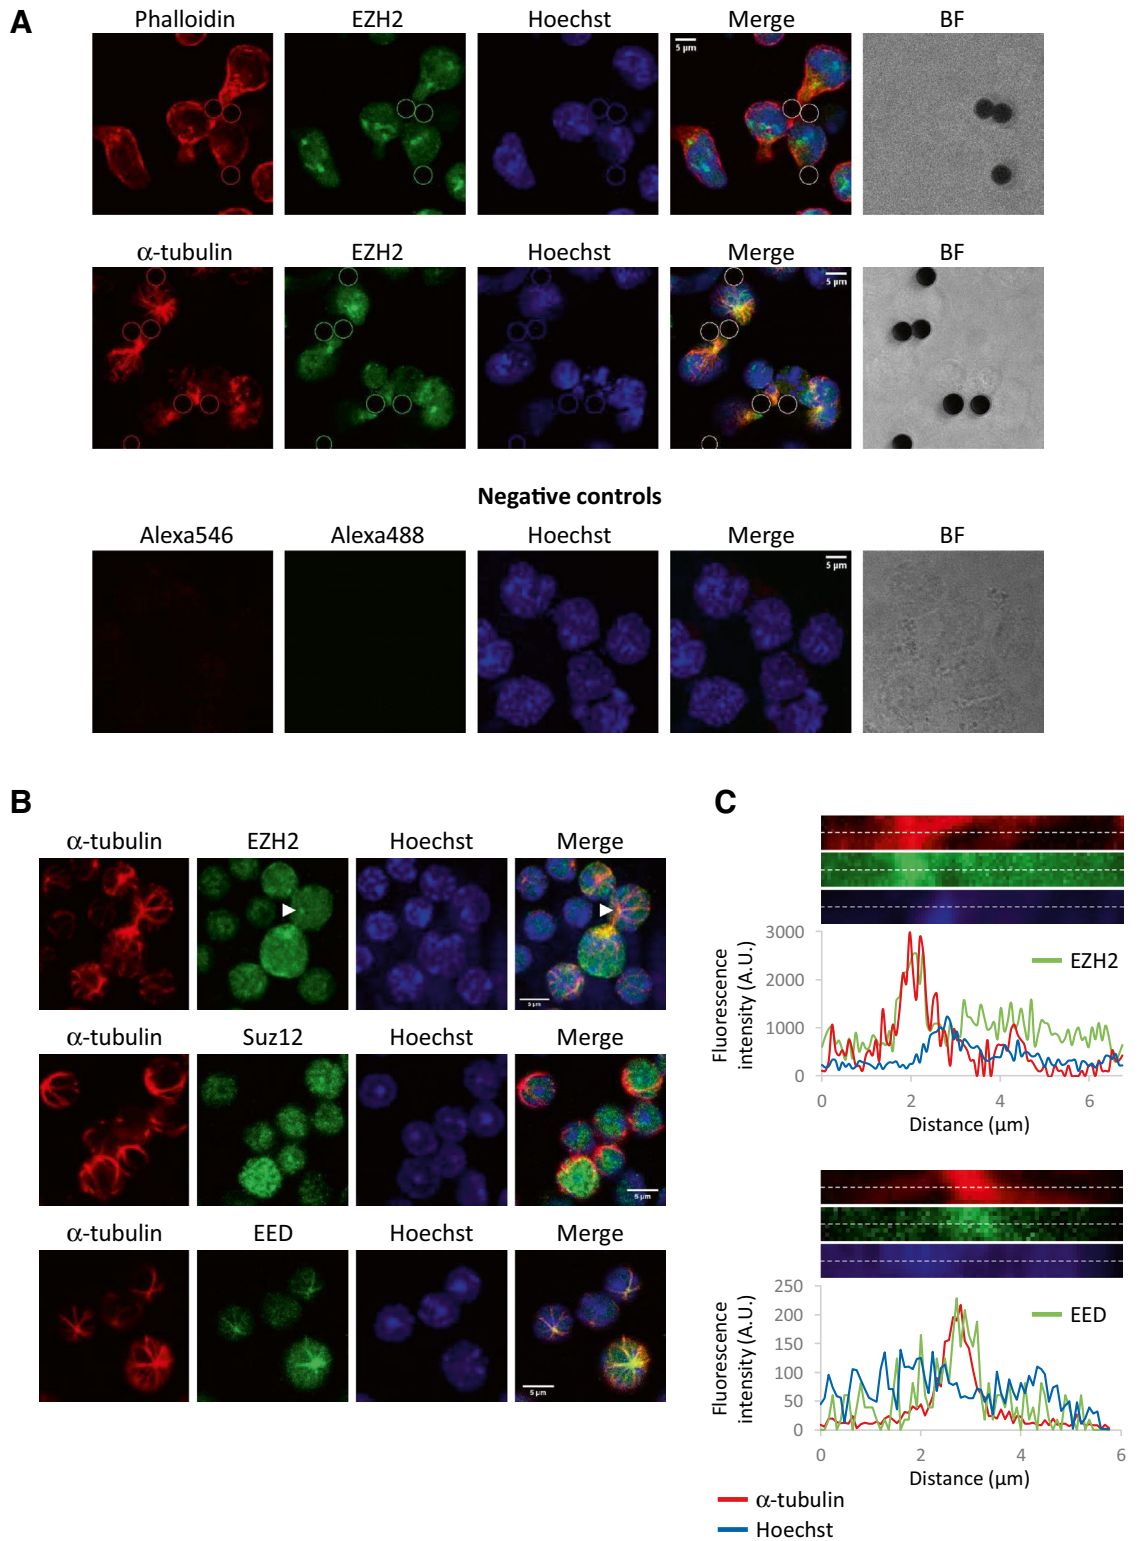 A
Phalloidin EZH2 Hoechst Merge BF
5 μm
α-tubulin EZH2 Hoechst Merge BF
5 μm
Negative controls
Alexa546 Alexa488 Hoechst Merge BF
5 μm
B
α-tubulin EZH2 Hoechst Merge
5 μm
α-tubulin Suz12 Hoechst Merge
5 μm
α-tubulin EED Hoechst Merge
5 μm
C
Fluorescence intensity (A.U.)
3000
2000
1000
0
EZH2
0 2 4 6
Distance (μm)
Fluorescence intensity (A.U.)
250
200
150
100
50
0
EED
0 2 4 6
Distance (μm)
α-tubulin
Hoechst